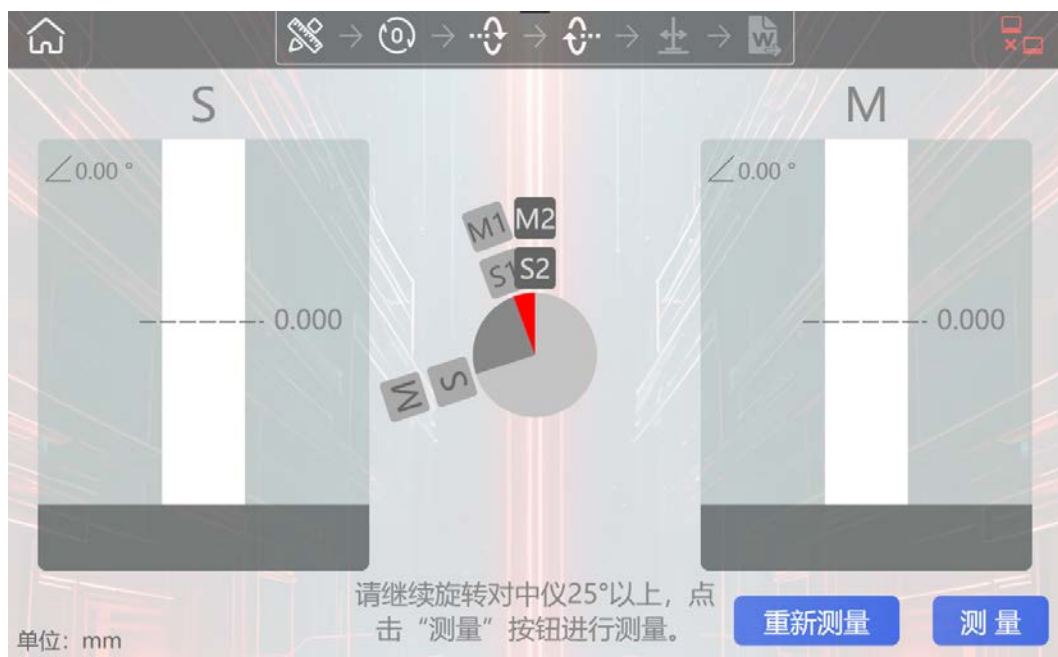 0
W
S
M
∠0.00 °
∠0.00 °
M1
M2
S1
S2
0.000
0.000
M
S
请继续旋转对中仪25°以上，点
击“测量”按钮进行测量。
重新测量
测 量
单位：mm